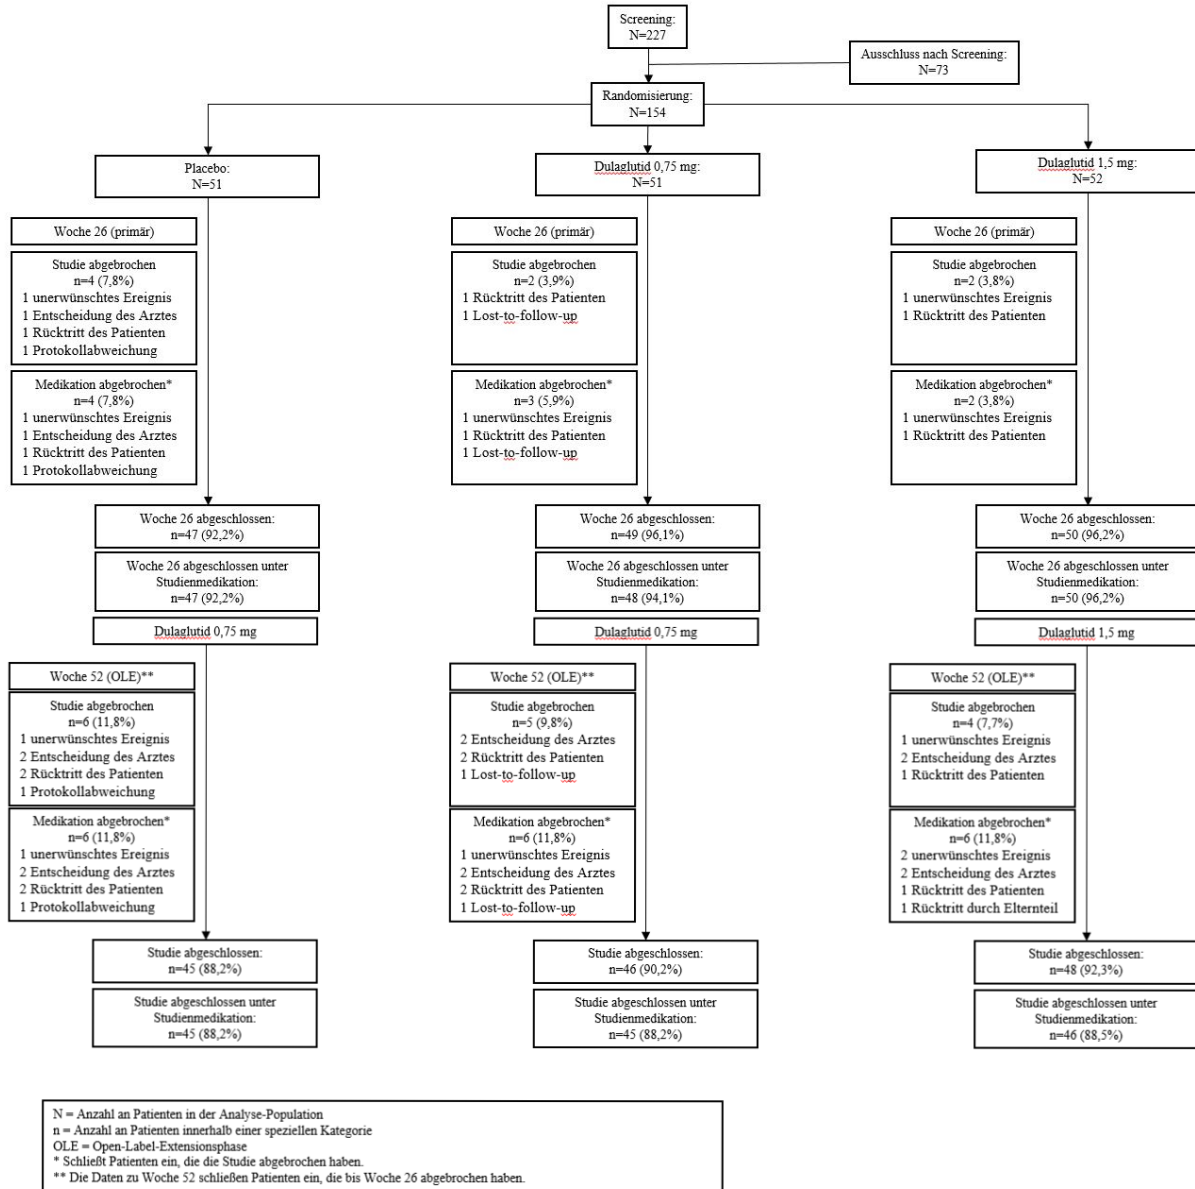 Screening:
N=227
Ausschluss nach Screening:
N=73
Randomisierung:
N=154
Placebo:
N=51
Dulaglutid 0,75 mg:
N=51
Dulaglutid 1,5 mg:
N=52
Woche 26 (primär)
Studie abgebrochen
n=4 (7,8%)
1 unerwünschtes Ereignis
1 Entscheidung des Arztes
1 Rücktritt des Patienten
1 Protokollabweichung
Medikation abgebrochen*
n=4 (7,8%)
1 unerwünschtes Ereignis
1 Entscheidung des Arztes
1 Rücktritt des Patienten
1 Protokollabweichung
Woche 26 (primär)
Studie abgebrochen
n=2 (3,9%)
1 Rücktritt des Patienten
1 Lost-to-follow-up
Medikation abgebrochen*
n=3 (5,9%)
1 unerwünschtes Ereignis
1 Rücktritt des Patienten
1 Lost-to-follow-up
Woche 26 (primär)
Studie abgebrochen
n=2 (3,8%)
1 unerwünschtes Ereignis
1 Rücktritt des Patienten
Medikation abgebrochen*
n=2 (3,8%)
1 unerwünschtes Ereignis
1 Rücktritt des Patienten
Woche 26 abgeschlossen:
n=47 (92,2%)
Woche 26 abgeschlossen unter
Studienmedikation:
n=47 (92,2%)
Dulaglutid 0,75 mg
Woche 26 abgeschlossen:
n=49 (96,1%)
Woche 26 abgeschlossen unter
Studienmedikation:
n=48 (94,1%)
Dulaglutid 0,75 mg
Woche 26 abgeschlossen:
n=50 (96,2%)
Woche 26 abgeschlossen unter
Studienmedikation:
n=50 (96,2%)
Dulaglutid 1,5 mg
Woche 52 (OLE)**
Studie abgebrochen
n=6 (11,8%)
1 unerwünschtes Ereignis
2 Entscheidung des Arztes
2 Rücktritt des Patienten
1 Protokollabweichung
Medikation abgebrochen*
n=6 (11,8%)
1 unerwünschtes Ereignis
2 Entscheidung des Arztes
2 Rücktritt des Patienten
1 Protokollabweichung
Woche 52 (OLE)**
Studie abgebrochen
n=5 (9,8%)
2 Entscheidung des Arztes
2 Rücktritt des Patienten
1 Lost-to-follow-up
Medikation abgebrochen*
n=6 (11,8%)
1 unerwünschtes Ereignis
2 Entscheidung des Arztes
2 Rücktritt des Patienten
1 Lost-to-follow-up
Woche 52 (OLE)**
Studie abgebrochen
n=4 (7,7%)
1 unerwünschtes Ereignis
2 Entscheidung des Arztes
1 Rücktritt des Patienten
Medikation abgebrochen*
n=6 (11,8%)
2 unerwünschtes Ereignis
2 Entscheidung des Arztes
1 Rücktritt des Patienten
1 Rücktritt durch Elternteil
Studie abgeschlossen:
n=45 (88,2%)
Studie abgeschlossen unter
Studienmedikation:
n=45 (88,2%)
Studie abgeschlossen:
n=46 (90,2%)
Studie abgeschlossen unter
Studienmedikation:
n=45 (88,2%)
Studie abgeschlossen:
n=48 (92,3%)
Studie abgeschlossen unter
Studienmedikation:
n=46 (88,5%)
N = Anzahl an Patienten in der Analyse-Population
n = Anzahl an Patienten innerhalb einer speziellen Kategorie
OLE = Open-Label-Extensionsphase
* Schließt Patienten ein, die die Studie abgebrochen haben.
** Die Daten zu Woche 52 schließen Patienten ein, die bis Woche 26 abgebrochen haben.